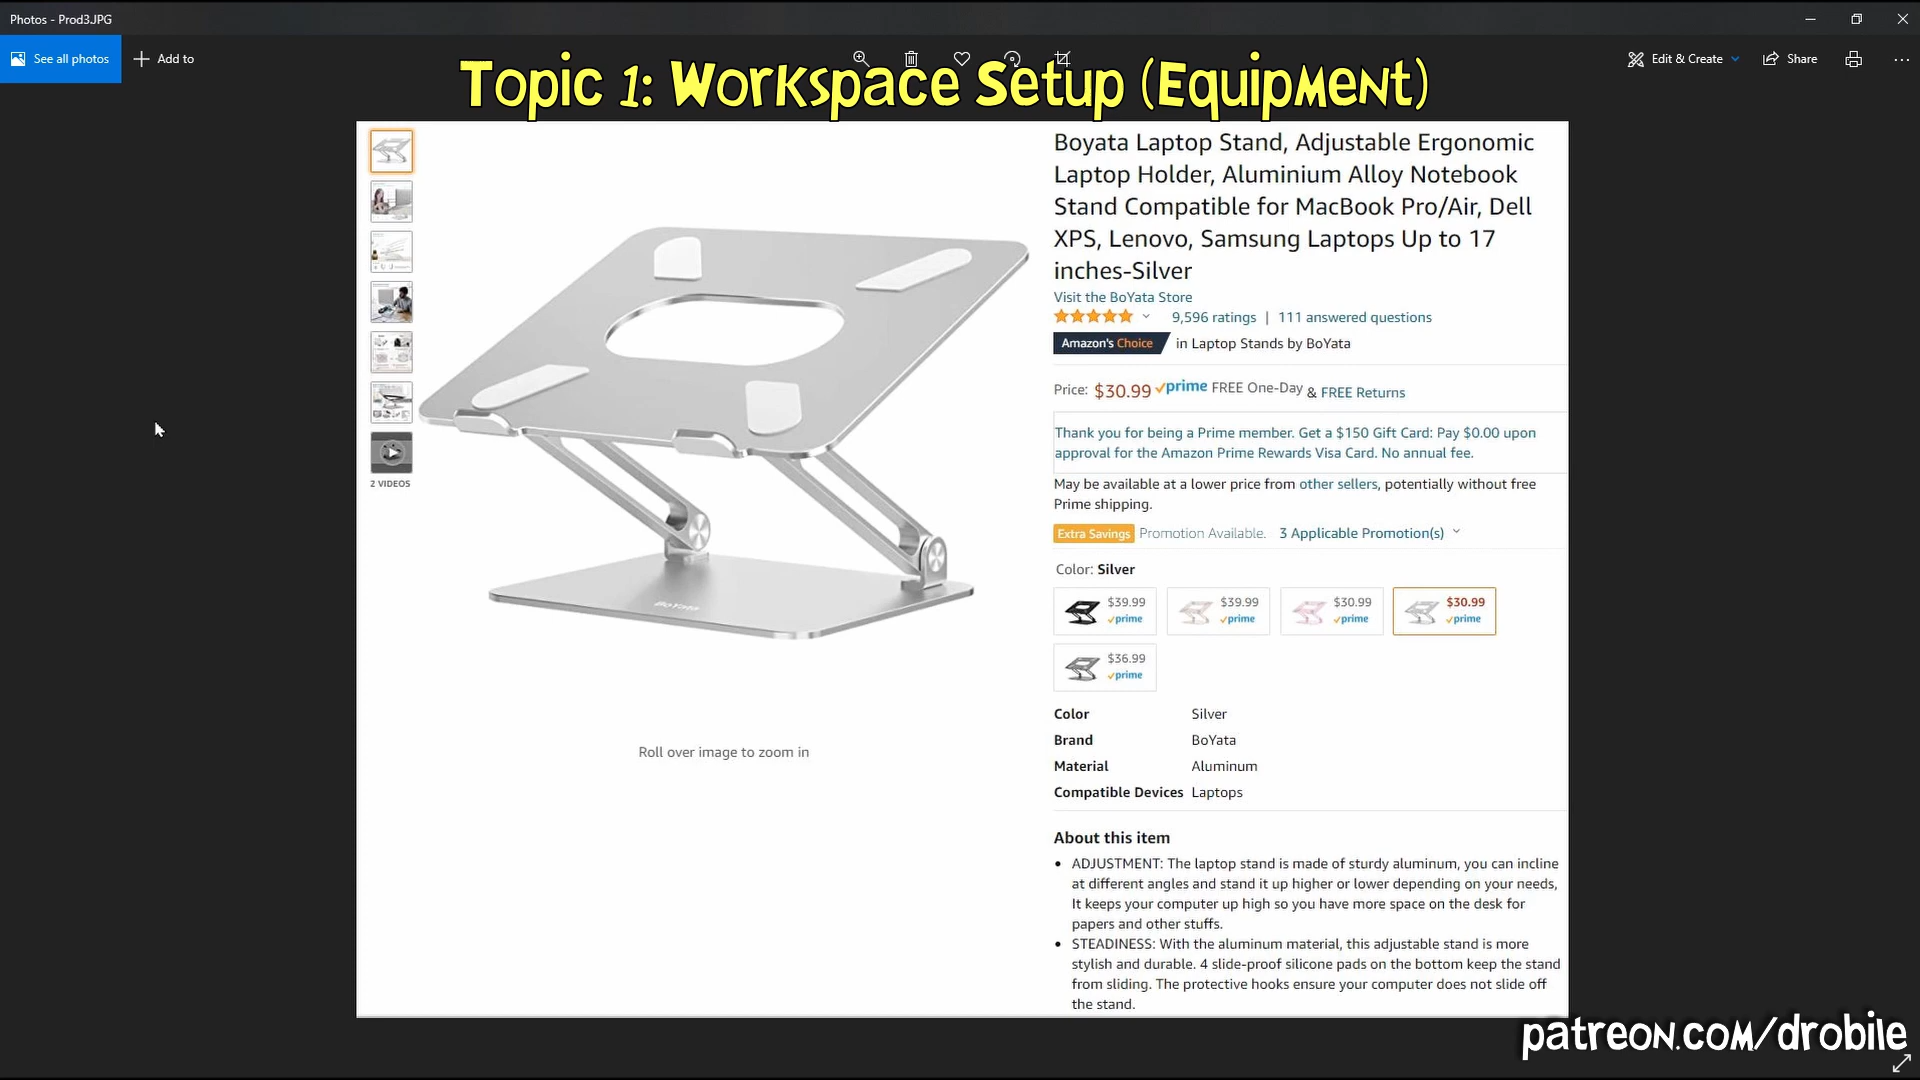 Photos - Prod3.JPG
See all photos
Add to
Edit & Create
Share
Topic 1: Workspace Setup (Equipment)
Boyata Laptop Stand, Adjustable Ergonomic
Laptop Holder, Aluminium Alloy Notebook
Stand Compatible for MacBook Pro/Air, Dell
XPS, Lenovo, Samsung Laptops Up to 17
inches-Silver
Visit the BoYata Store
9,596 ratings | 111 answered questions
Amazon's Choice in Laptop Stands by BoYata
Price: $30.99 prime FREE One-Day & FREE Returns
Thank you for being a Prime member. Get a $150 Gift Card: Pay $0.00 upon
approval for the Amazon Prime Rewards Visa Card. No annual fee.
May be available at a lower price from other sellers, potentially without free
Prime shipping.
Extra Savings Promotion Available. 3 Applicable Promotion(s)
Color: Silver
$39.99 prime
$39.99 prime
$30.99 prime
$30.99 prime
$36.99 prime
2 VIDEOS
BoYata
Roll over image to zoom in
Color Silver
Brand BoYata
Material Aluminum
Compatible Devices Laptops
About this item
• ADJUSTMENT: The laptop stand is made of sturdy aluminum, you can incline
at different angles and stand it up higher or lower depending on your needs,
It keeps your computer up high so you have more space on the desk for
papers and other stuffs.
• STEADINESS: With the aluminum material, this adjustable stand is more
stylish and durable. 4 slide-proof silicone pads on the bottom keep the stand
from sliding. The protective hooks ensure your computer does not slide off
the stand.
patreon.com/drobile